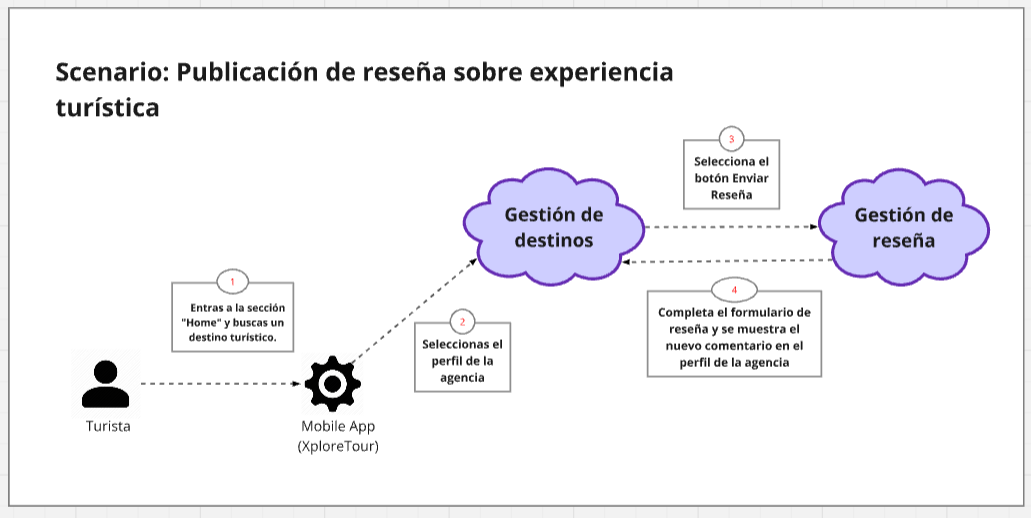 Scenario: Publicación de reseña sobre experiencia
turística
1
Entras a la sección
"Home" y buscas un
destino turístico.
Turista
Mobile App
(XploreTour)
2
Seleccionas el
perfil de la
agencia
Gestión de
destinos
3
Selecciona el
botón Enviar
Reseña
Gestión de
reseña
4
Completa el formulario de
reseña y se muestra el
nuevo comentario en el
perfil de la agencia